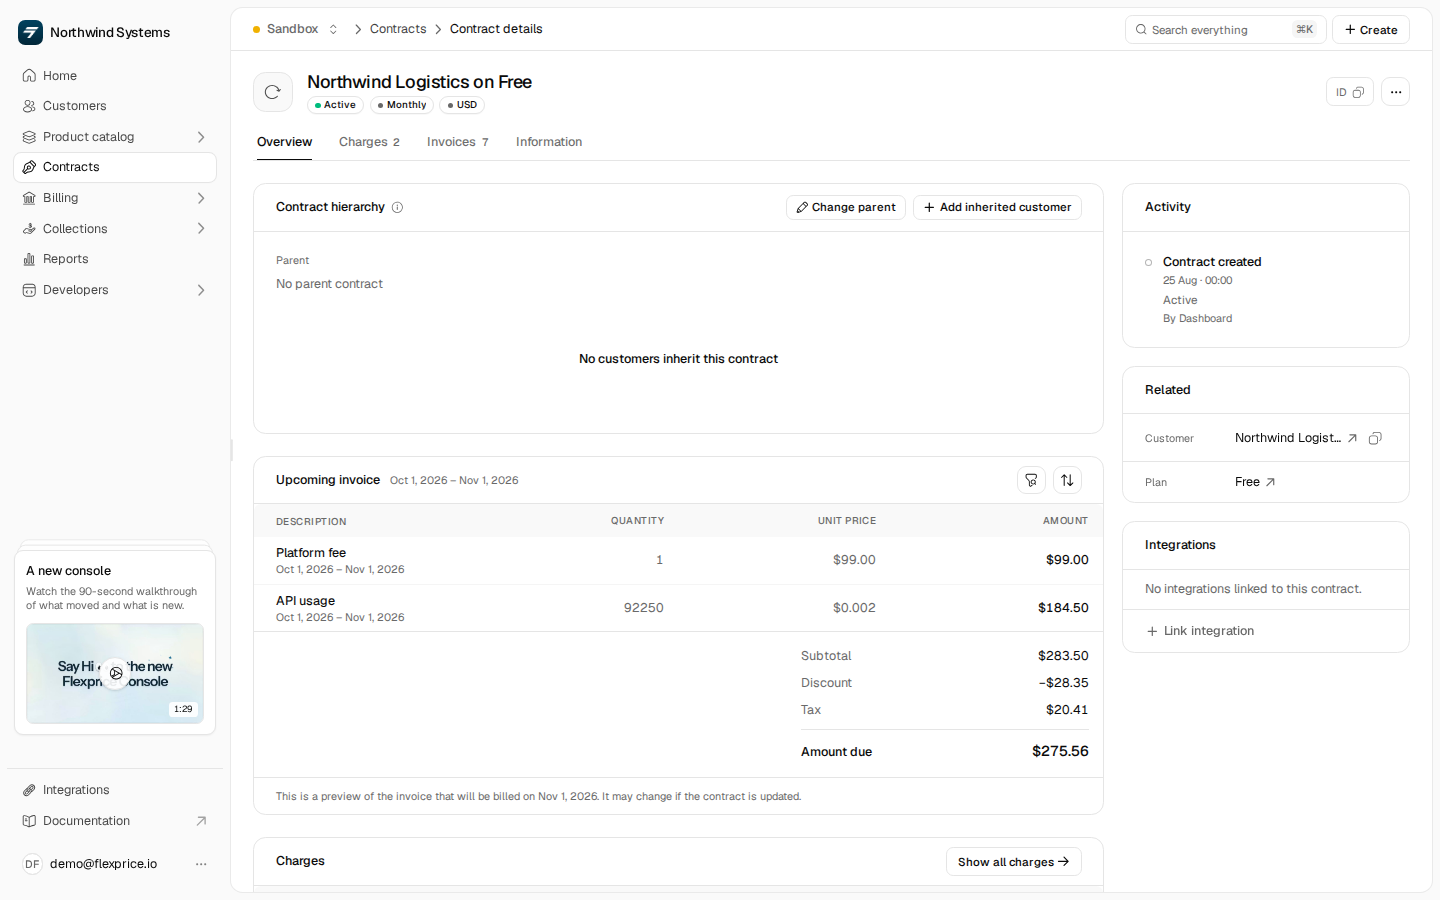 Northwind Systems
Home
Customers
Product catalog
Contracts
Billing
Collections
Reports
Developers
A new console
Watch the 90-second walkthrough
of what moved and what is new.
Say Hi the new
Flexpri onsole
1:29
Integrations
Documentation
DF demo@flexprice.io
Sandbox Contracts Contract details
Search everything ⌘K
Create
Northwind Logistics on Free
Active Monthly USD
ID
Overview Charges 2 Invoices 7 Information
Contract hierarchy
Change parent
Add inherited customer
Parent
No parent contract
No customers inherit this contract
Upcoming invoice Oct 1, 2026 – Nov 1, 2026
DESCRIPTION QUANTITY UNIT PRICE AMOUNT
Platform fee 1 $99.00 $99.00
Oct 1, 2026 – Nov 1, 2026
API usage 92250 $0.002 $184.50
Oct 1, 2026 – Nov 1, 2026
Subtotal $283.50
Discount −$28.35
Tax $20.41
Amount due $275.56
This is a preview of the invoice that will be billed on Nov 1, 2026. It may change if the contract is updated.
Charges
Show all charges
Activity
Contract created
25 Aug · 00:00
Active
By Dashboard
Related
Customer Northwind Logist...
Plan Free
Integrations
No integrations linked to this contract.
Link integration